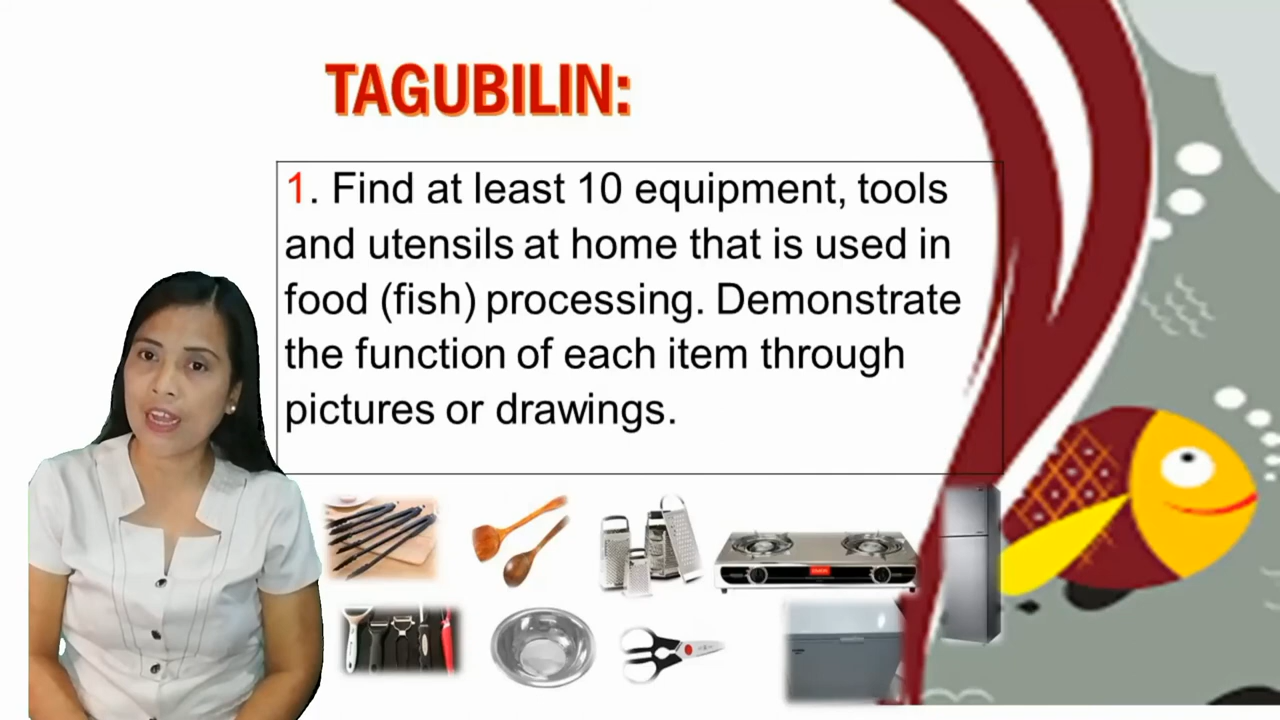 TAGUBILIN:
1. Find at least 10 equipment, tools
and utensils at home that is used in
food (fish) processing. Demonstrate
the function of each item through
pictures or drawings.